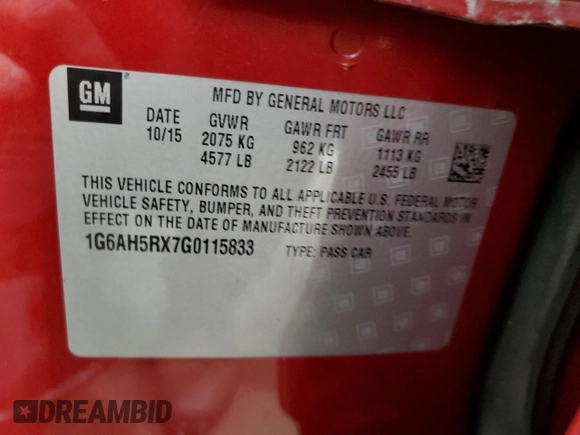 GM
MFD BY GENERAL MOTORS LLC
DATE GVWR GAWR FRT GAWR RR
10/15 2075 KG 962 KG 1113 KG
4577 LB 2122 LB 2455 LB
THIS VEHICLE CONFORMS TO ALL APPLICABLE U.S. FEDERAL MOTOR
VEHICLE SAFETY, BUMPER, AND THEFT PREVENTION STANDARDS IN
EFFECT ON THE DATE OF MANUFACTURE SHOWN ABOVE.
1G6AH5RX7G0115833 TYPE: PASS CAR
DREAMBID